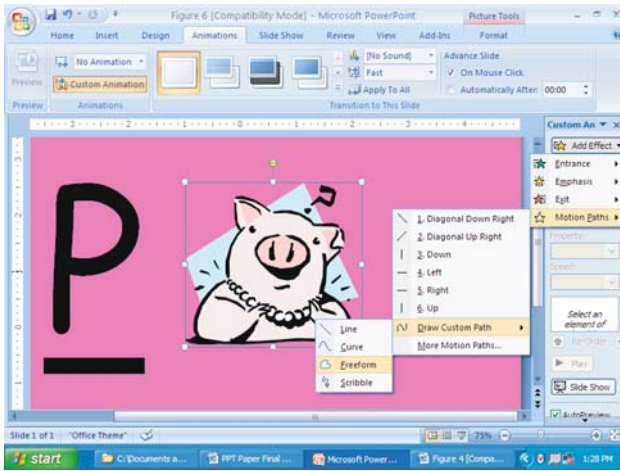 Figure 6 [Compatibility Mode] - Microsoft PowerPoint
Picture Tools
Home Insert Design Animations Slide Show Review View Add-Ins Format
Preview
No Animation
Custom Animation
[No Sound]
Fast
Apply To All
Advance Slide
On Mouse Click
Automatically After: 00:00
Preview
Animations
Transition to This Slide
Custom An
Add Effect
Entrance
Emphasis
Exit
Motion Paths
P
1. Diagonal Down Right
2. Diagonal Up Right
3. Down
4. Left
5. Right
6. Up
Draw Custom Path
More Motion Paths...
Line
Curve
Freeform
Scribble
Property:
Speed:
Select an
element of
Re-Order
Play
Slide Show
AutoPreview
Slide 1 of 1
"Office Theme"
75%
start
C:\Documents a...
PPT Paper Final ...
Microsoft Power...
Figure 4 [Compa...
1:28 PM